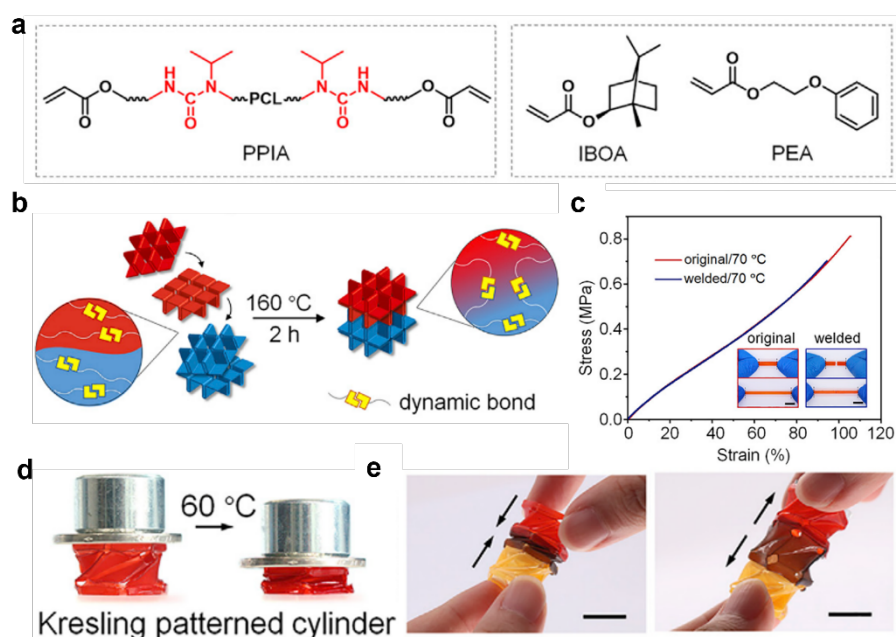 a
H
N
N
O
O
O
PCL
N
H
N
O
O
O
PPIA
O
O
IBOA
O
O
O
PEA
b
160 °C
2 h
dynamic bond
c
Stress (MPa)
0.8
0.6
0.4
0.2
0.0
original/70 °C
welded/70 °C
original welded
0 20 40 60 80 100 120
Strain (%)
d
60 °C
Kresling patterned cylinder
e